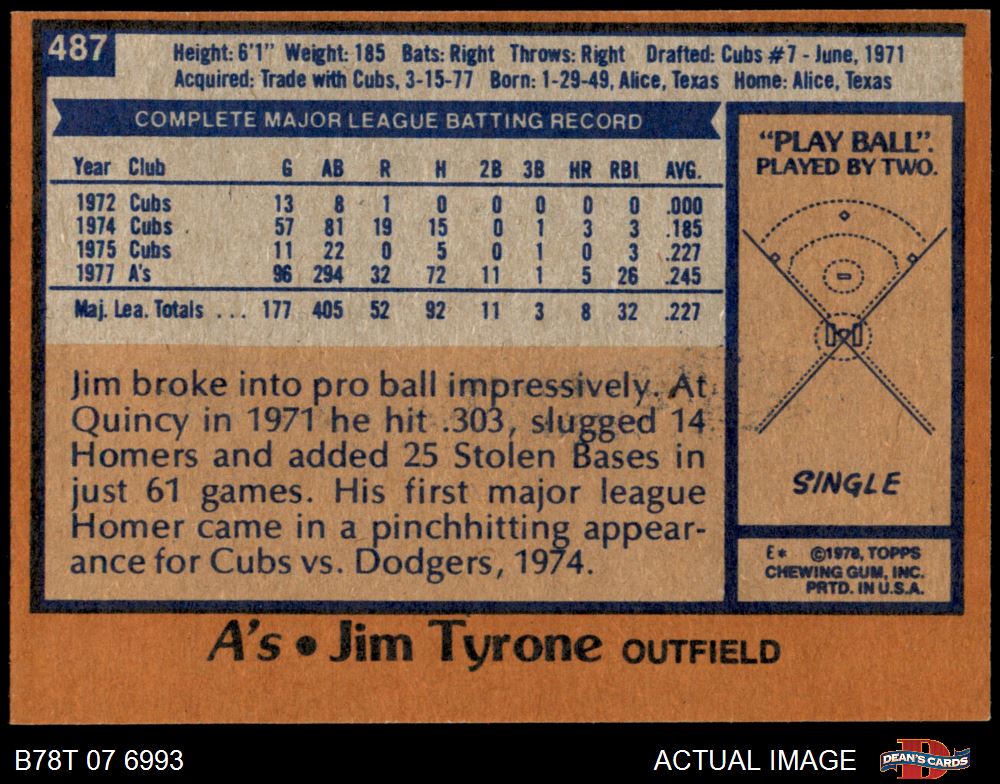 487
Height: 6'1" Weight: 185 Bats: Right Throws: Right Drafted: Cubs #7 - June, 1971
Acquired: Trade with Cubs, 3-15-77 Born: 1-29-49, Alice, Texas Home: Alice, Texas
COMPLETE MAJOR LEAGUE BATTING RECORD
Year Club G AB R H 2B 3B HR RBI AVG.
1972 Cubs 13 8 1 0 0 0 0 0 .000
1974 Cubs 57 81 19 15 0 1 3 3 .185
1975 Cubs 11 22 0 5 0 1 0 3 .227
1977 A's 96 294 32 72 11 1 5 26 .245
Maj. Lea. Totals ... 177 405 52 92 11 3 8 32 .227
Jim broke into pro ball impressively. At
Quincy in 1971 he hit .303, slugged 14
Homers and added 25 Stolen Bases in
just 61 games. His first major league
Homer came in a pinchhitting appear-
ance for Cubs vs. Dodgers, 1974.
"PLAY BALL".
PLAYED BY TWO.
SINGLE
E* ©1978, TOPPS
CHEWING GUM, INC.
PRTD. IN U.S.A.
A's • Jim Tyrone OUTFIELD
B78T 07 6993
ACTUAL IMAGE
DEAN'S CARDS